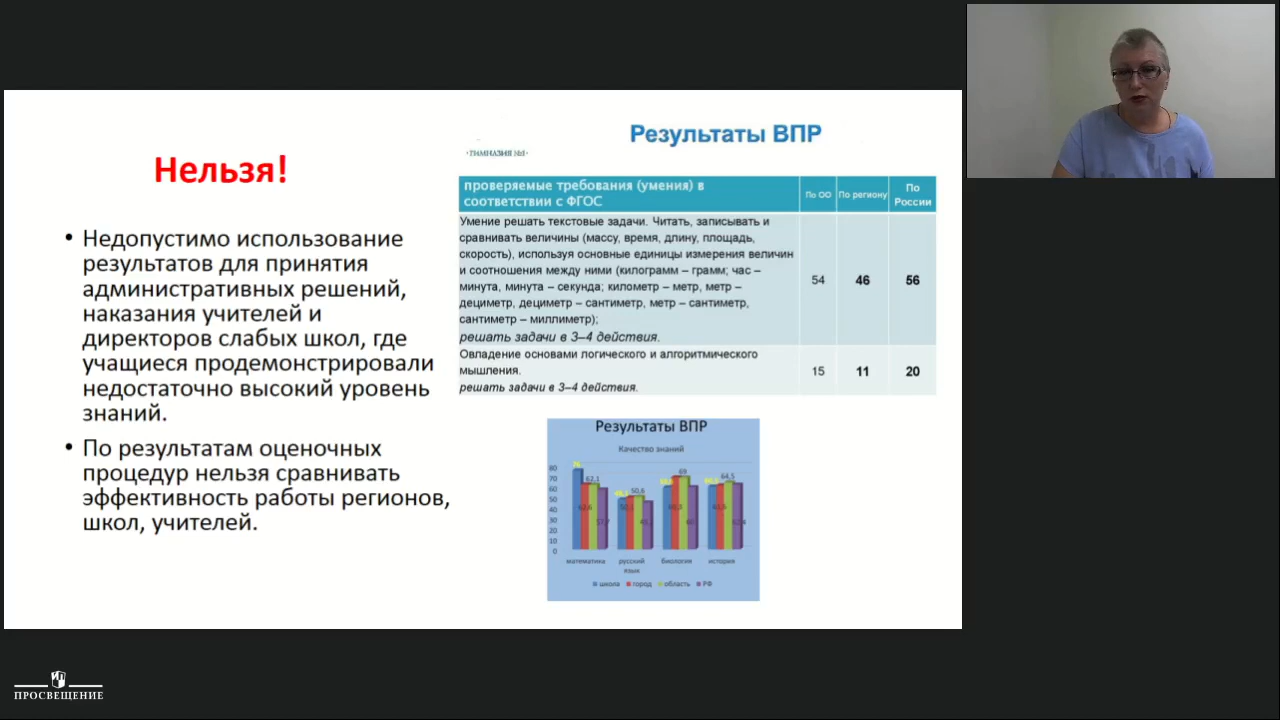 Нельзя!
• Недопустимо использование
результатов для принятия
административных решений,
наказания учителей и
директоров слабых школ, где
учащиеся продемонстрировали
недостаточно высокий уровень
знаний.
• По результатам оценочных
процедур нельзя сравнивать
эффективность работы регионов,
школ, учителей.
Результаты ВПР
проверяемые требования (умения) в
соответствии с ФГОС
По ОО
По региону
По
России
Умение решать текстовые задачи. Читать, записывать и
сравнивать величины (массу, время, длину, площадь,
скорость), используя основные единицы измерения величин
и соотношения между ними (килограмм – грамм; час –
минута, минута – секунда; километр – метр, метр –
дециметр, дециметр – сантиметр, метр – сантиметр,
сантиметр – миллиметр);
решать задачи в 3–4 действия.
54
46
56
Овладение основами логического и алгоритмического
мышления.
решать задачи в 3–4 действия.
15
11
20
Результаты ВПР
Качество знаний
80
70
60
50
40
30
20
10
0
62,1
50,6
69
64,5
математика
русский
язык
биология
история
школа
город
область
РФ
ПРОСВЕЩЕНИЕ